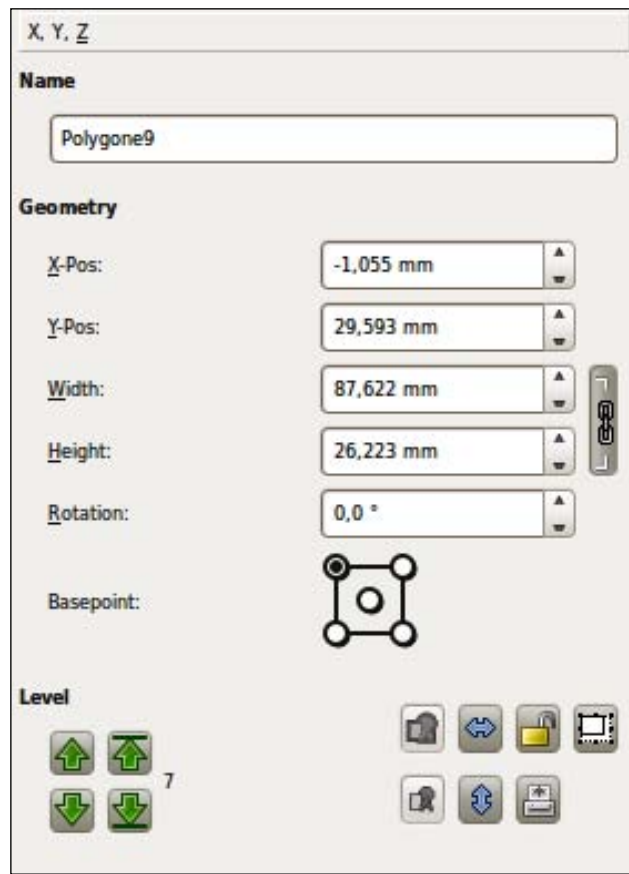 X, Y, Z
Name
Polygone9
Geometry
X-Pos: -1,055 mm
Y-Pos: 29,593 mm
Width: 87,622 mm
Height: 26,223 mm
Rotation: 0,0 °
Basepoint:
Level
7